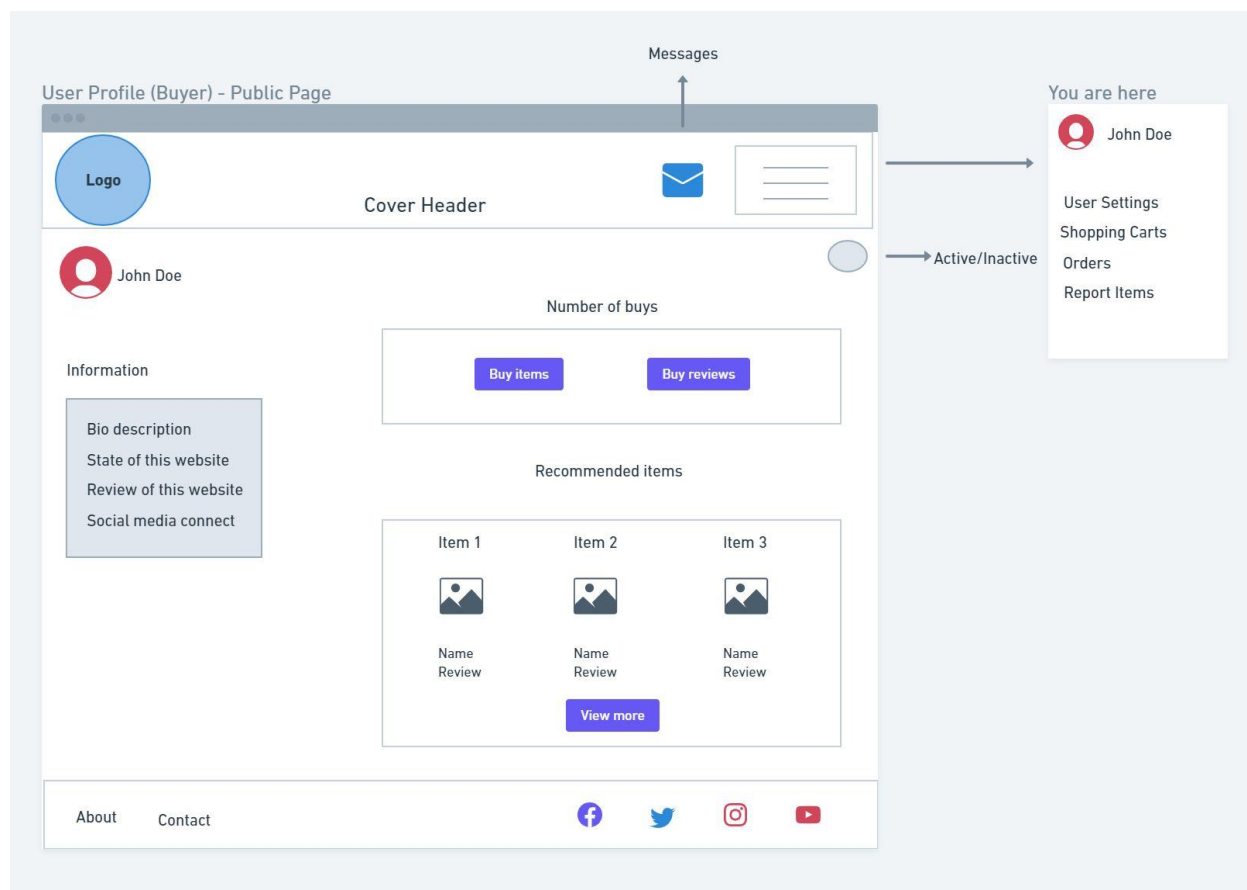 Messages
User Profile (Buyer) - Public Page
You are here
Logo
Cover Header
John Doe
User Settings
Shopping Carts
Orders
Report Items
John Doe
Active/Inactive
Number of buys
Buy items
Buy reviews
Information
Bio description
State of this website
Review of this website
Social media connect
Recommended items
Item 1
Item 2
Item 3
Name
Review
Name
Review
Name
Review
View more
About
Contact